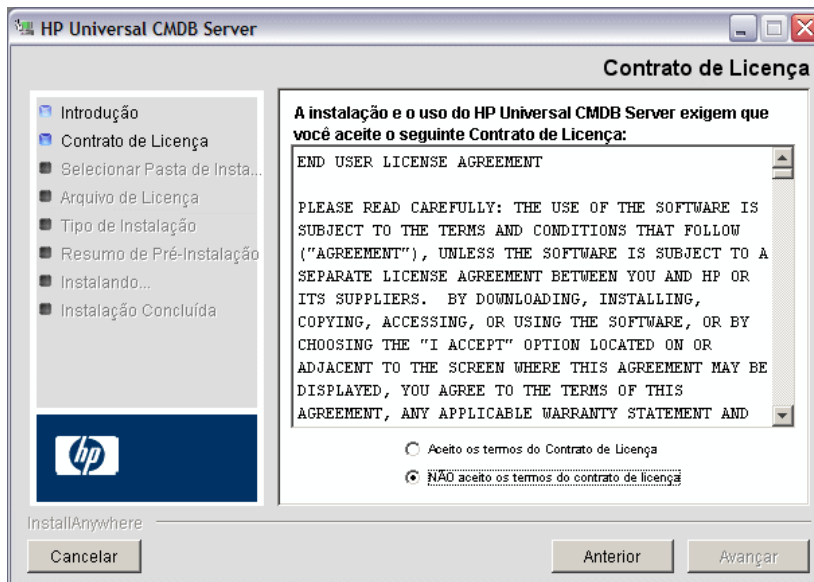 HP Universal CMDB Server
Contrato de Licença
Introdução
Contrato de Licença
Selecionar Pasta de Insta...
Arquivo de Licença
Tipo de Instalação
Resumo de Pré-Instalação
Instalando...
Instalação Concluída
A instalação e o uso do HP Universal CMDB Server exigem que
você aceite o seguinte Contrato de Licença:
END USER LICENSE AGREEMENT
PLEASE READ CAREFULLY: THE USE OF THE SOFTWARE IS
SUBJECT TO THE TERMS AND CONDITIONS THAT FOLLOW
("AGREEMENT"), UNLESS THE SOFTWARE IS SUBJECT TO A
SEPARATE LICENSE AGREEMENT BETWEEN YOU AND HP OR
ITS SUPPLIERS.  BY DOWNLOADING, INSTALLING,
COPYING, ACCESSING, OR USING THE SOFTWARE, OR BY
CHOOSING THE "I ACCEPT" OPTION LOCATED ON OR
ADJACENT TO THE SCREEN WHERE THIS AGREEMENT MAY BE
DISPLAYED, YOU AGREE TO THE TERMS OF THIS
AGREEMENT, ANY APPLICABLE WARRANTY STATEMENT AND
Aceito os termos do Contrato de Licença
NÃO aceito os termos do contrato de licença
hp
InstallAnywhere
Cancelar
Anterior
Avançar